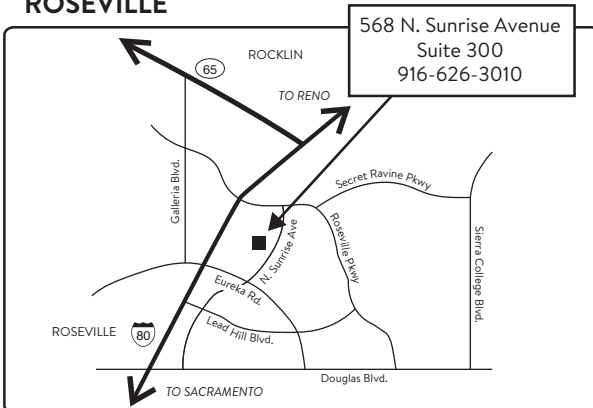 ROSEVILLE
568 N. Sunrise Avenue
Suite 300
916-626-3010
ROCKLIN
65
TO RENO
Galleria Blvd.
Secret Ravine Pkwy
N. Sunrise Ave
Roseville Pkwy
Sierra College Blvd.
Eureka Rd.
ROSEVILLE
80
Lead Hill Blvd.
Douglas Blvd.
TO SACRAMENTO